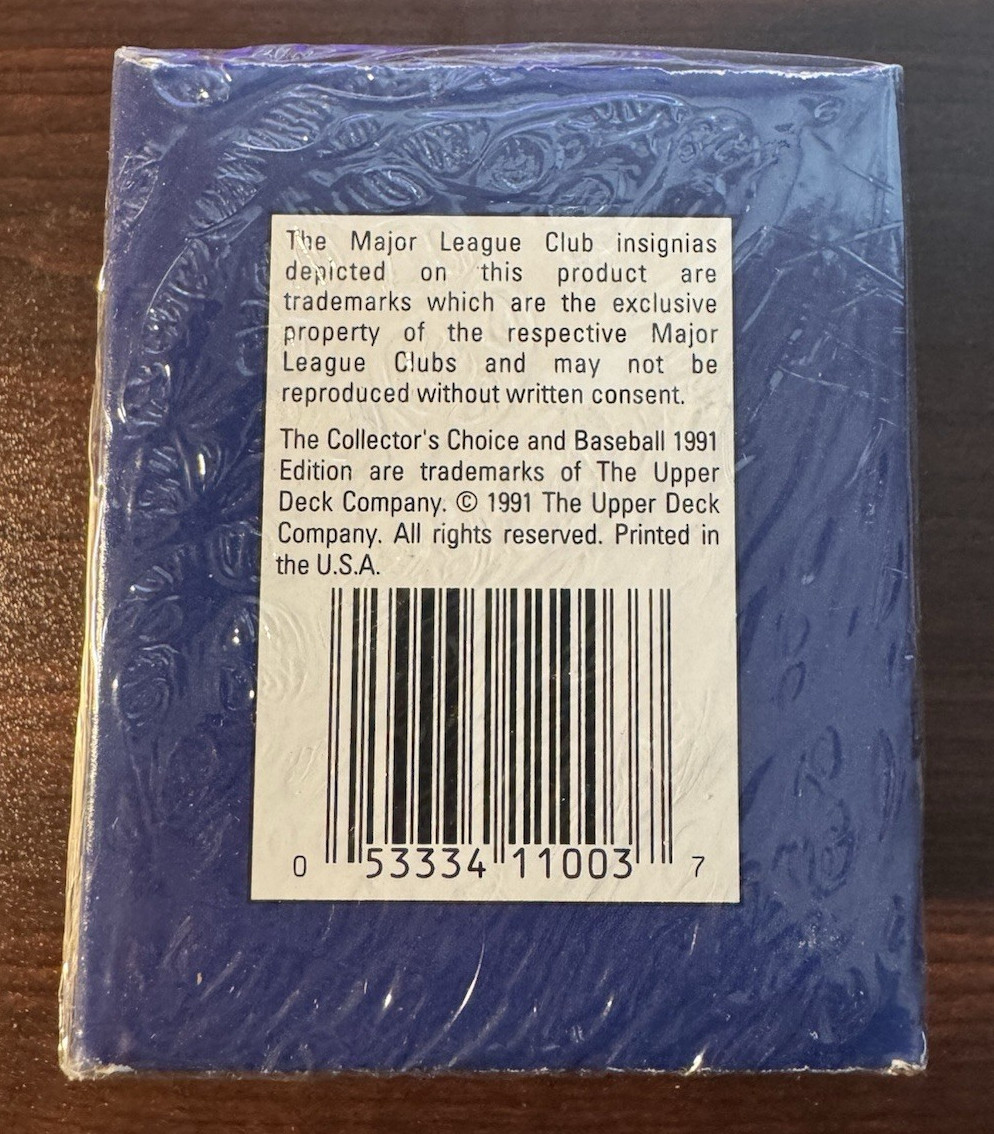 The Major League Club insignias
depicted on this product are
trademarks which are the exclusive
property of the respective Major
League Clubs and may not be
reproduced without written consent.
The Collector's Choice and Baseball 1991
Edition are trademarks of The Upper
Deck Company. © 1991 The Upper Deck
Company. All rights reserved. Printed in
the U.S.A.
0 53334 11003 7